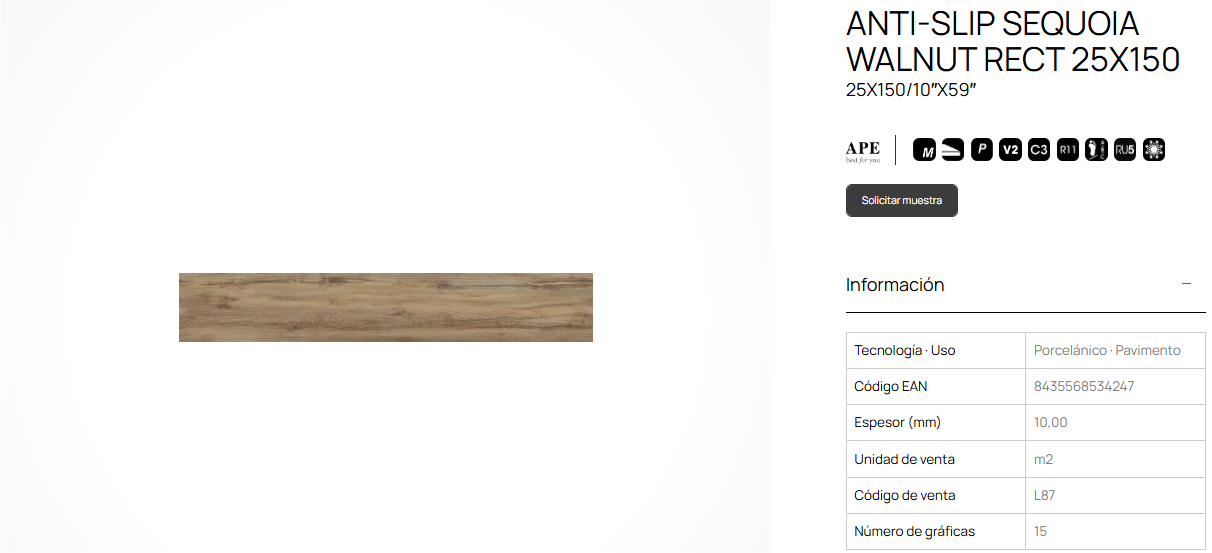 ANTI-SLIP SEQUOIA
WALNUT RECT 25X150
25X150/10″X59″
APE
best for you
M
P
V2
C3
R11
A
B
C
RU5
Solicitar muestra
Información
Tecnología · Uso
Porcelánico · Pavimento
Código EAN
8435568534247
Espesor (mm)
10,00
Unidad de venta
m2
Código de venta
L87
Número de gráficas
15